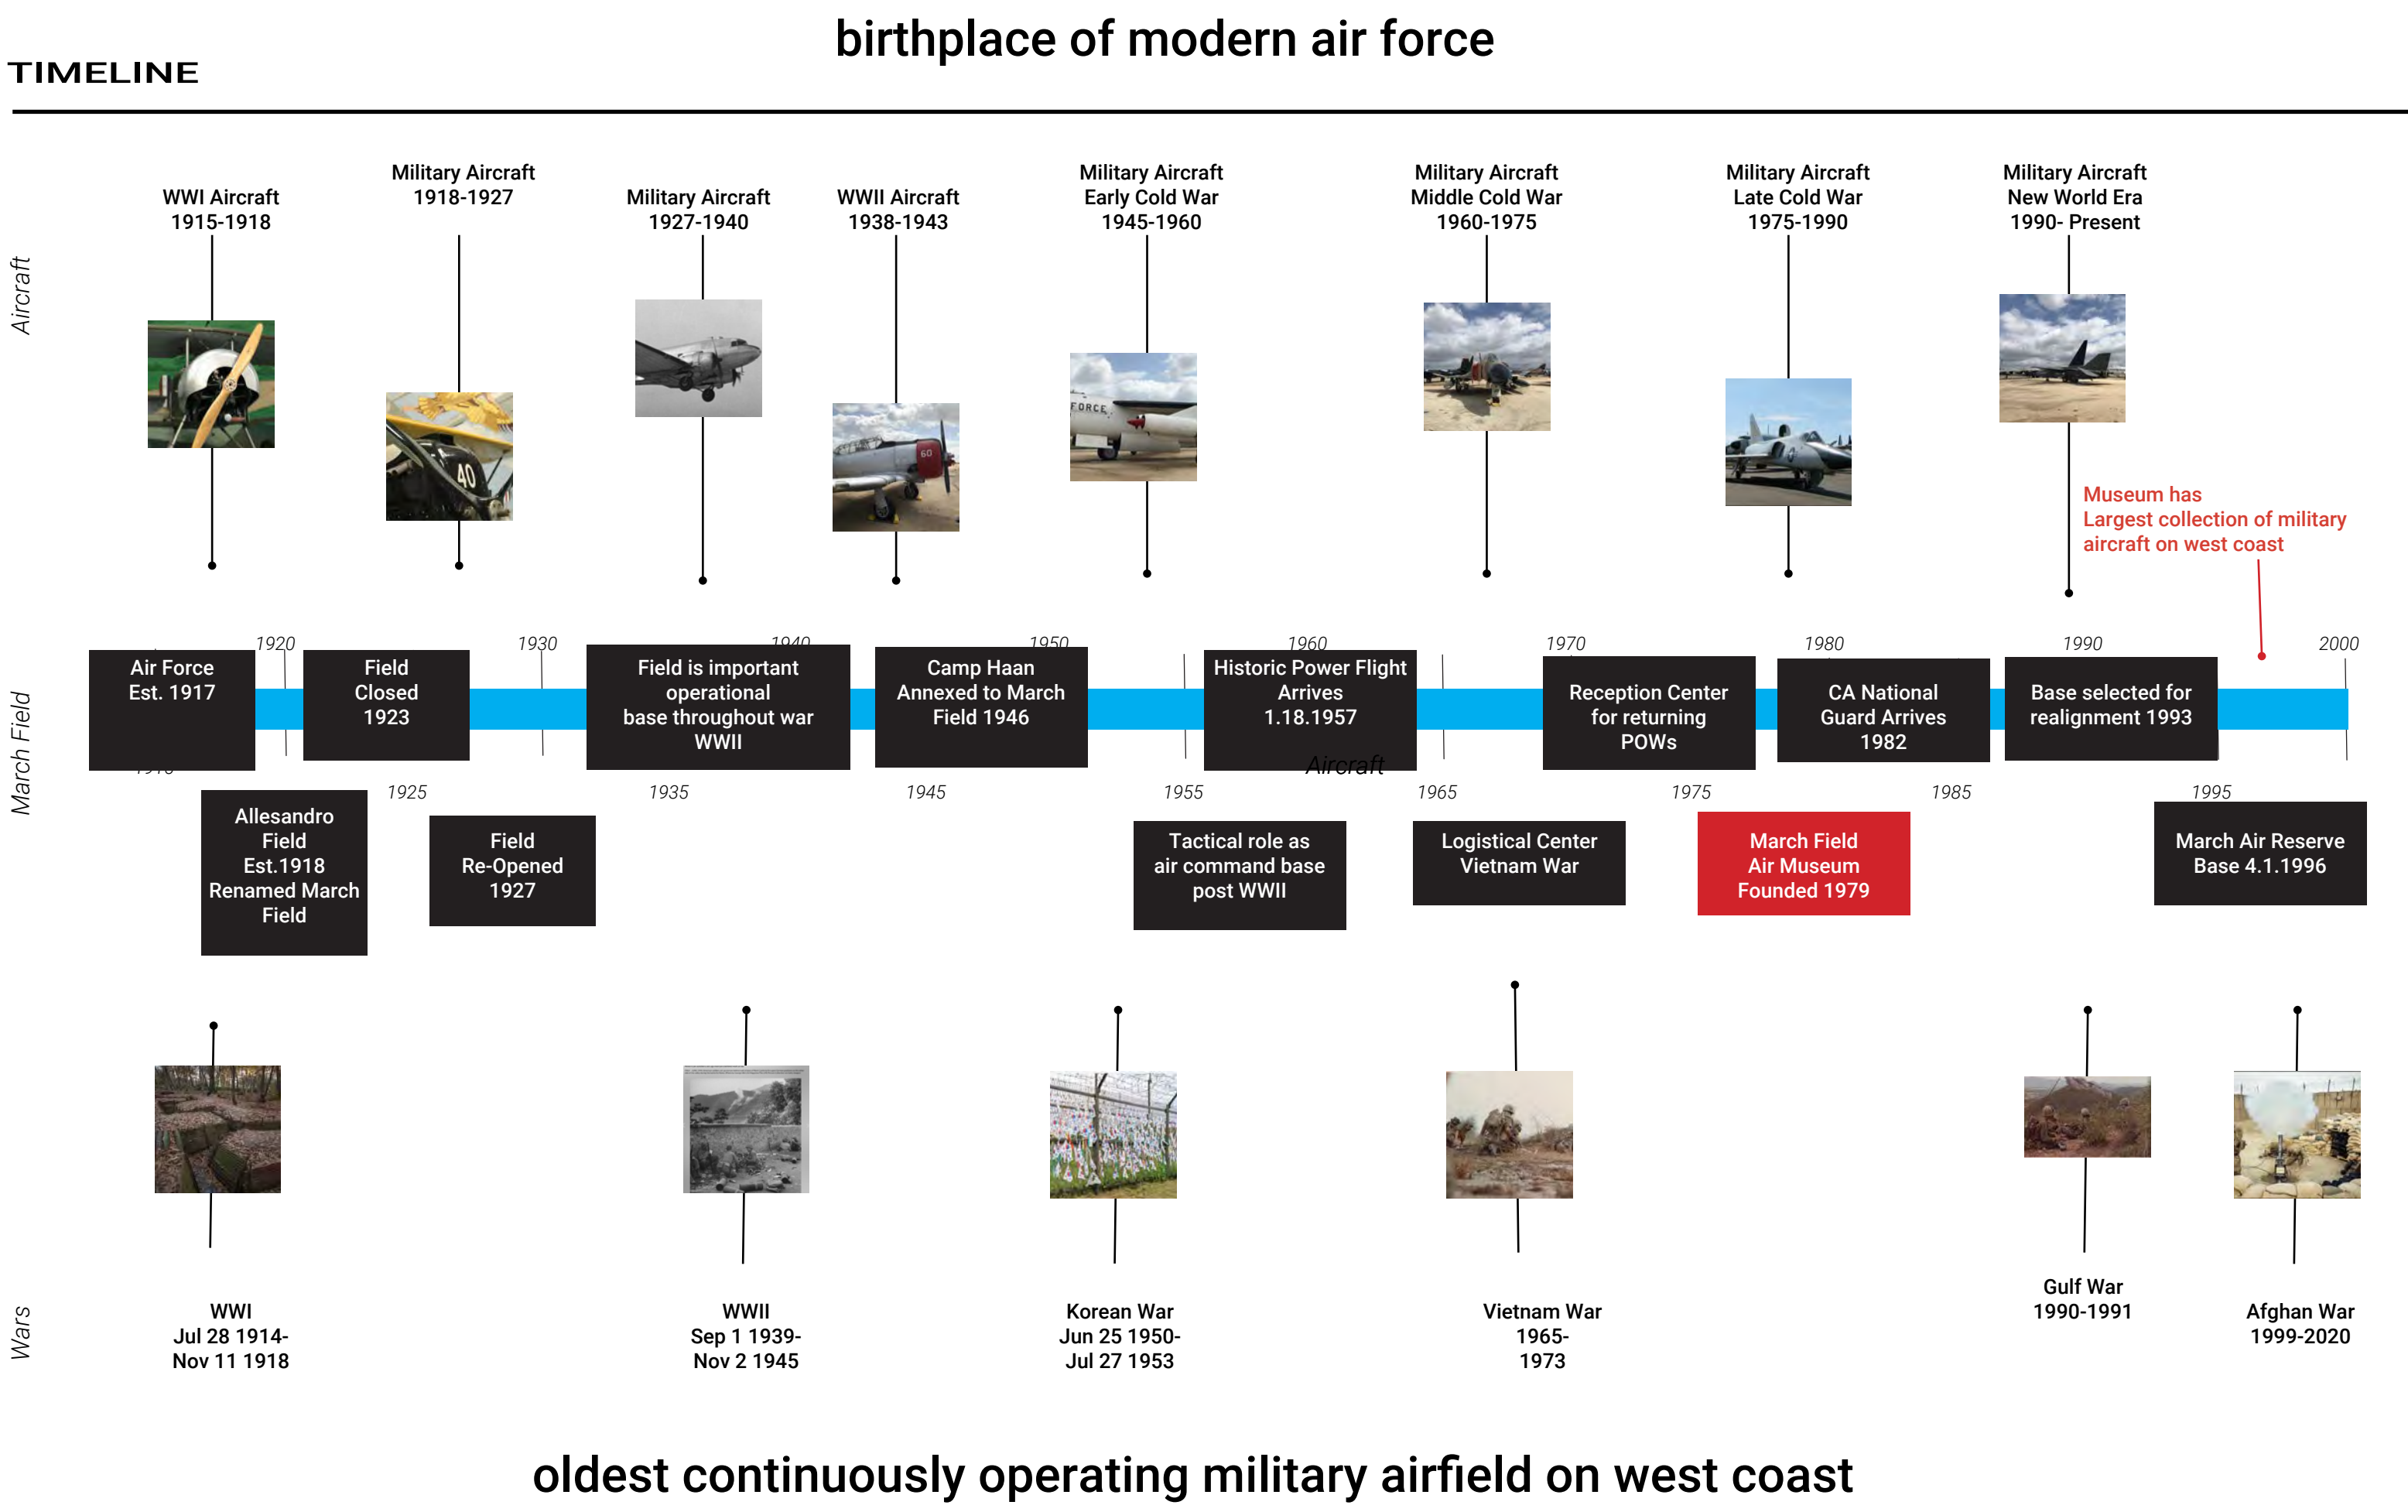 birthplace of modern air force
TIMELINE
Aircraft
WWI Aircraft
1915-1918
Military Aircraft
1918-1927
Military Aircraft
1927-1940
WWII Aircraft
1938-1943
Military Aircraft
Early Cold War
1945-1960
Military Aircraft
Middle Cold War
1960-1975
Military Aircraft
Late Cold War
1975-1990
Military Aircraft
New World Era
1990- Present
40
60
FORCE
Museum has
Largest collection of military
aircraft on west coast
March Field
1920
1930
1940
1950
1960
1970
1980
1990
2000
Air Force
Est. 1917
Field
Closed
1923
Field is important
operational
base throughout war
WWII
Camp Haan
Annexed to March
Field 1946
Historic Power Flight
Arrives
1.18.1957
Aircraft
Reception Center
for returning
POWs
CA National
Guard Arrives
1982
Base selected for
realignment 1993
1925
1935
1945
1955
1965
1975
1985
1995
Allesandro
Field
Est.1918
Renamed March
Field
Field
Re-Opened
1927
Tactical role as
air command base
post WWII
Logistical Center
Vietnam War
March Field
Air Museum
Founded 1979
March Air Reserve
Base 4.1.1996
Wars
WWI
Jul 28 1914-
Nov 11 1918
WWII
Sep 1 1939-
Nov 2 1945
Korean War
Jun 25 1950-
Jul 27 1953
Vietnam War
1965-
1973
Gulf War
1990-1991
Afghan War
1999-2020
oldest continuously operating military airfield on west coast